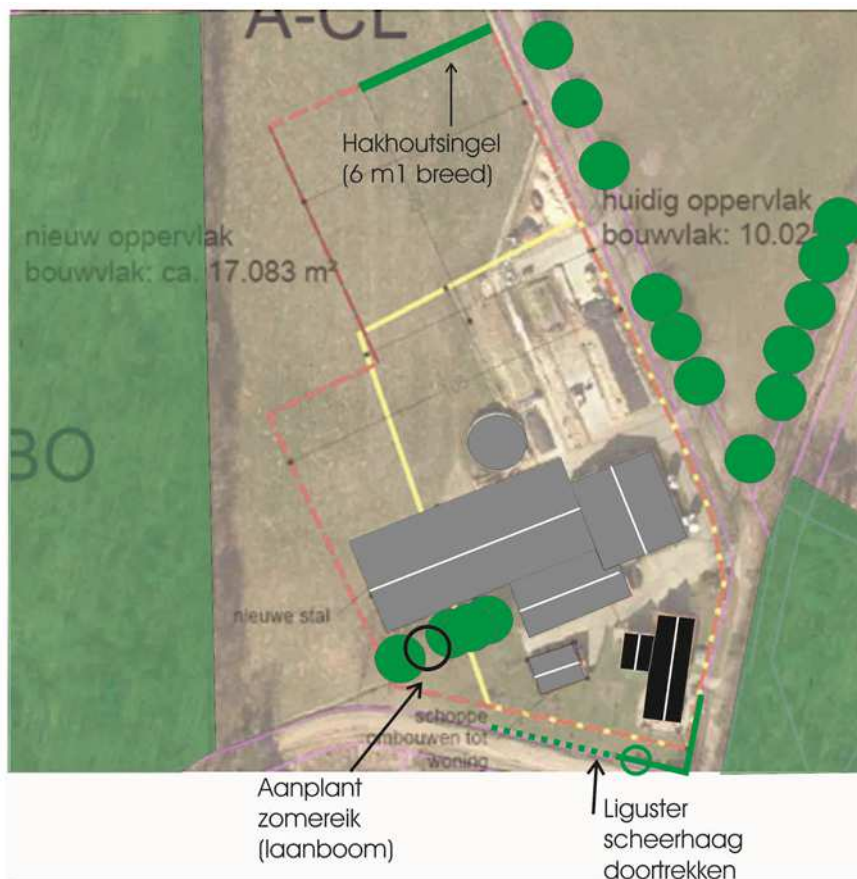 A-CL
Hakhoutsingel
(6 m1 breed)
huidig oppervlak
bouwvlak: 10.02
nieuw oppervlak
bouwvlak: ca. 17.083 m²
BO
nieuwe stal
schoppe
ombouwen tot
woning
Aanplant
zomereik
(laanboom)
Liguster
scheerhaag
doortrekken